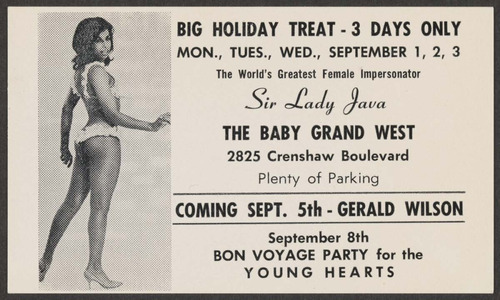 BIG HOLIDAY TREAT - 3 DAYS ONLY
MON., TUES., WED., SEPTEMBER 1, 2, 3
The World's Greatest Female Impersonator
Sir Lady Java
THE BABY GRAND WEST
2825 Crenshaw Boulevard
Plenty of Parking
COMING SEPT. 5th - GERALD WILSON
September 8th
BON VOYAGE PARTY for the
YOUNG HEARTS